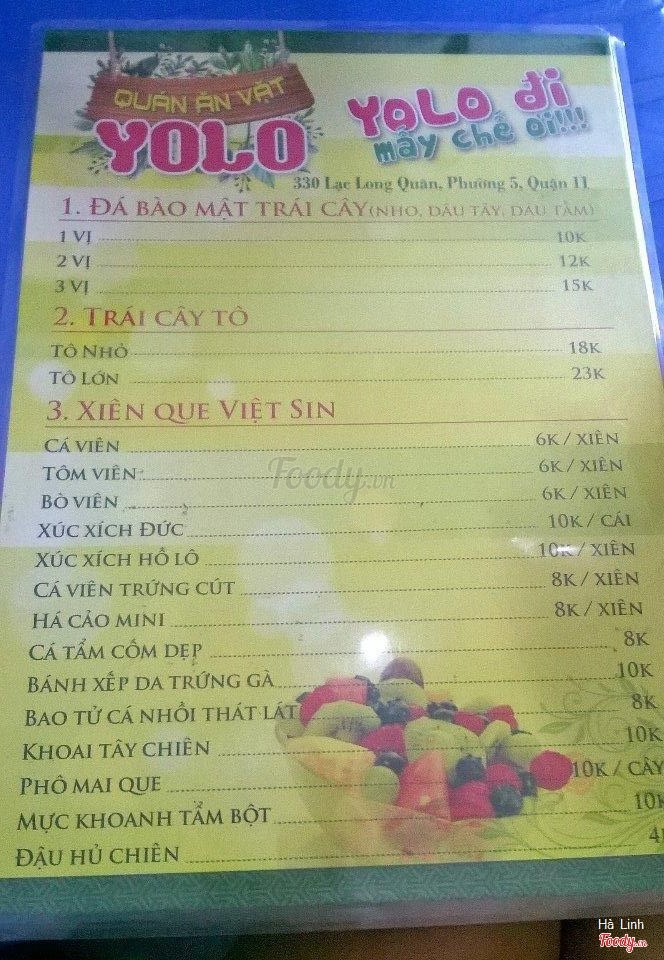 QUÁN ĂN VẶT
YOLO
YOLO đi
mấy chế ơi!!!
330 Lạc Long Quân, Phường 5, Quận 11
1. ĐÁ BÀO MẬT TRÁI CÂY (NHO, DÂU TÂY, DÂU TẰM)
1 VỊ 10K
2 VỊ 12K
3 VỊ 15K
2. TRÁI CÂY TÔ
TÔ NHỎ 18K
TÔ LỚN 23K
3. XIÊN QUE VIỆT SIN
CÁ VIÊN 6K / XIÊN
TÔM VIÊN 6K / XIÊN
BÒ VIÊN 6K / XIÊN
XÚC XÍCH ĐỨC 10K / CÁI
XÚC XÍCH HỒ LÔ 10K / XIÊN
CÁ VIÊN TRỨNG CÚT 8K / XIÊN
HÁ CẢO MINI 8K / XIÊN
CÁ TẨM CỐM DẸP 8K
BÁNH XẾP DA TRỨNG GÀ 10K
BAO TỬ CÁ NHỒI THÁT LÁT 8K
KHOAI TÂY CHIÊN 10K
PHÔ MAI QUE 10K / CÂY
MỰC KHOANH TẨM BỘT 10K
ĐẬU HỦ CHIÊN 4
Foody.vn
Hà Linh
Foody.vn